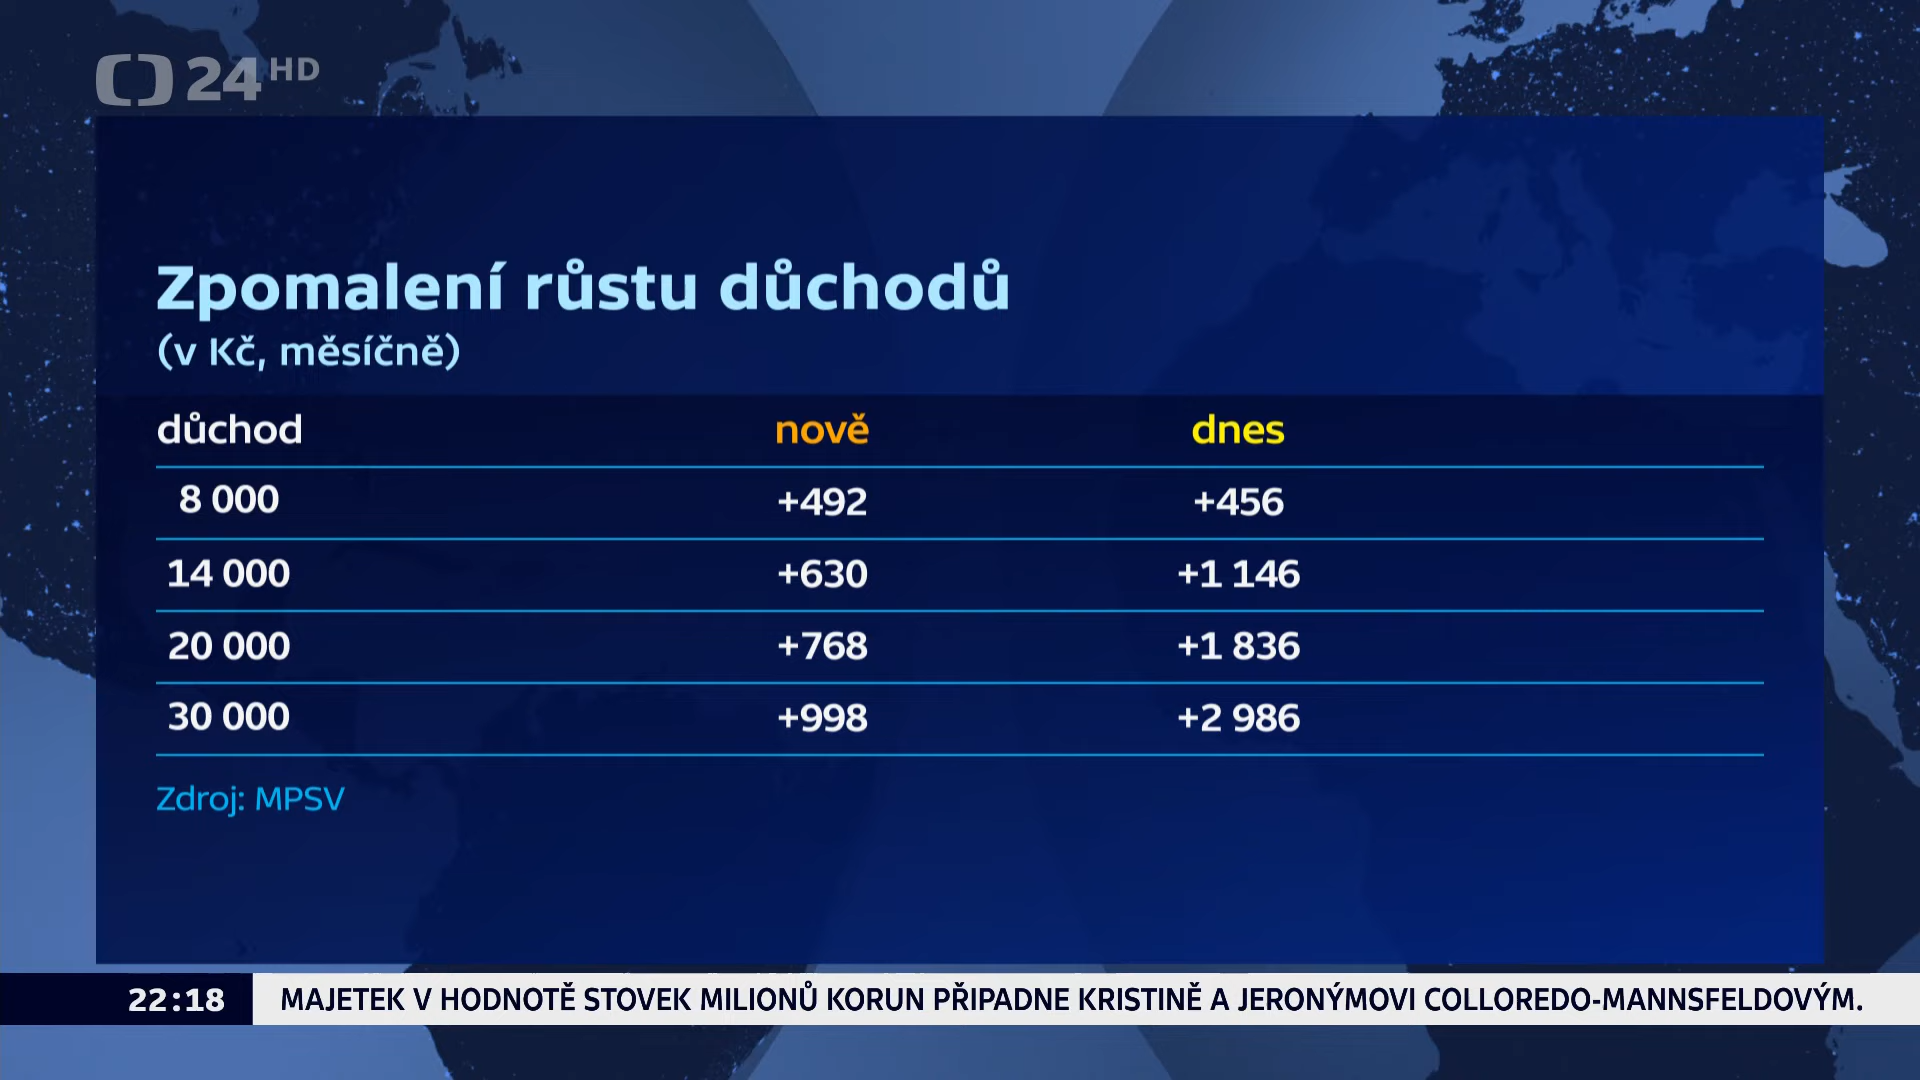 24 HD
Zpomalení růstu důchodů
(v Kč, měsíčně)
důchod nově dnes
8 000 +492 +456
14 000 +630 +1 146
20 000 +768 +1 836
30 000 +998 +2 986
Zdroj: MPSV
22:18 MAJETEK V HODNOTĚ STOVEK MILIONŮ KORUN PŘIPADNE KRISTINĚ A JERONÝMOVI COLLOREDO-MANNSFELDOVÝM.